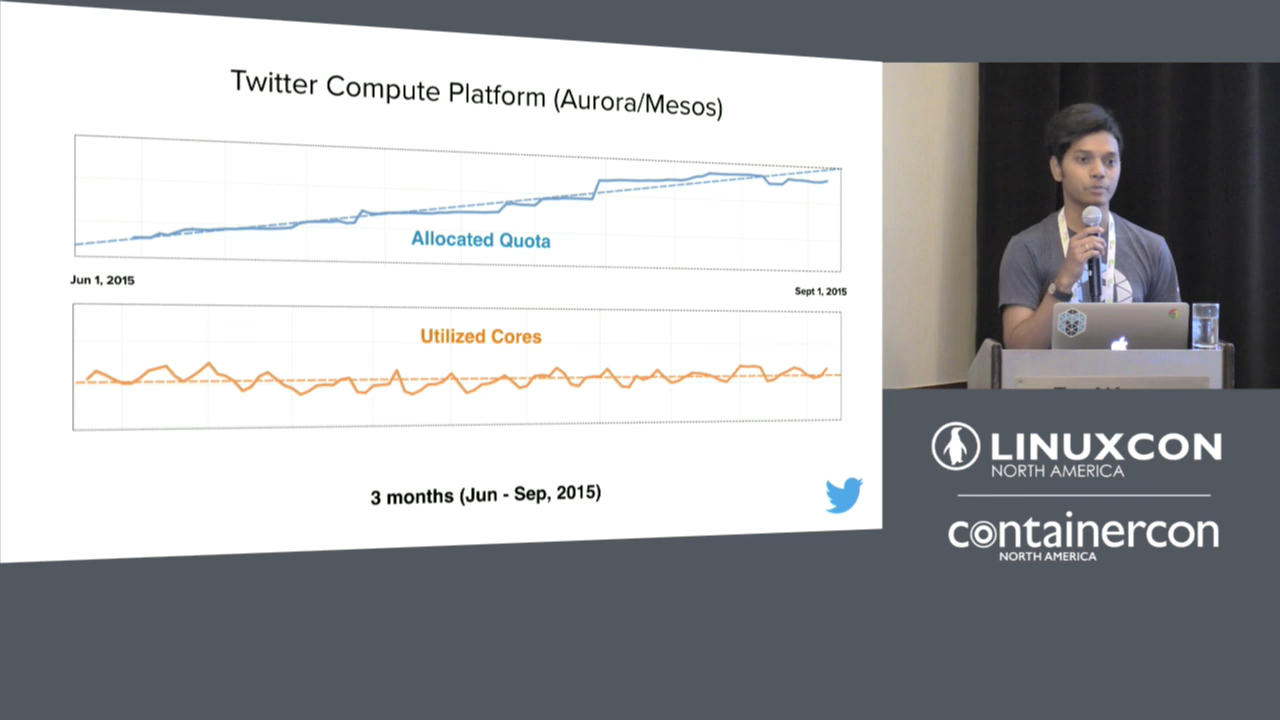 Twitter Compute Platform (Aurora/Mesos)
Allocated Quota
Jun 1, 2015
Sept 1, 2015
Utilized Cores
3 months (Jun - Sep, 2015)
LINUXCON
NORTH AMERICA
containercon
NORTH AMERICA